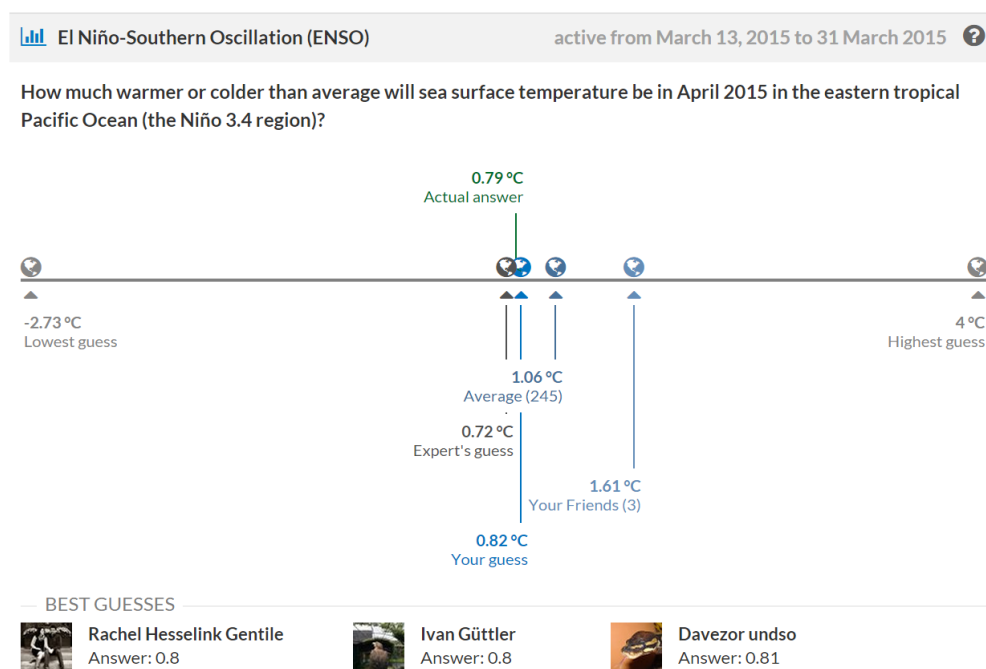 El Niño-Southern Oscillation (ENSO)
active from March 13, 2015 to 31 March 2015
?
How much warmer or colder than average will sea surface temperature be in April 2015 in the eastern tropical
Pacific Ocean (the Niño 3.4 region)?
0.79 °C
Actual answer
-2.73 °C
Lowest guess
4 °C
Highest guess
1.06 °C
Average (245)
0.72 °C
Expert's guess
1.61 °C
Your Friends (3)
0.82 °C
Your guess
BEST GUESSES
Rachel Hesselink Gentile
Answer: 0.8
Ivan Güttler
Answer: 0.8
Davezor undso
Answer: 0.81